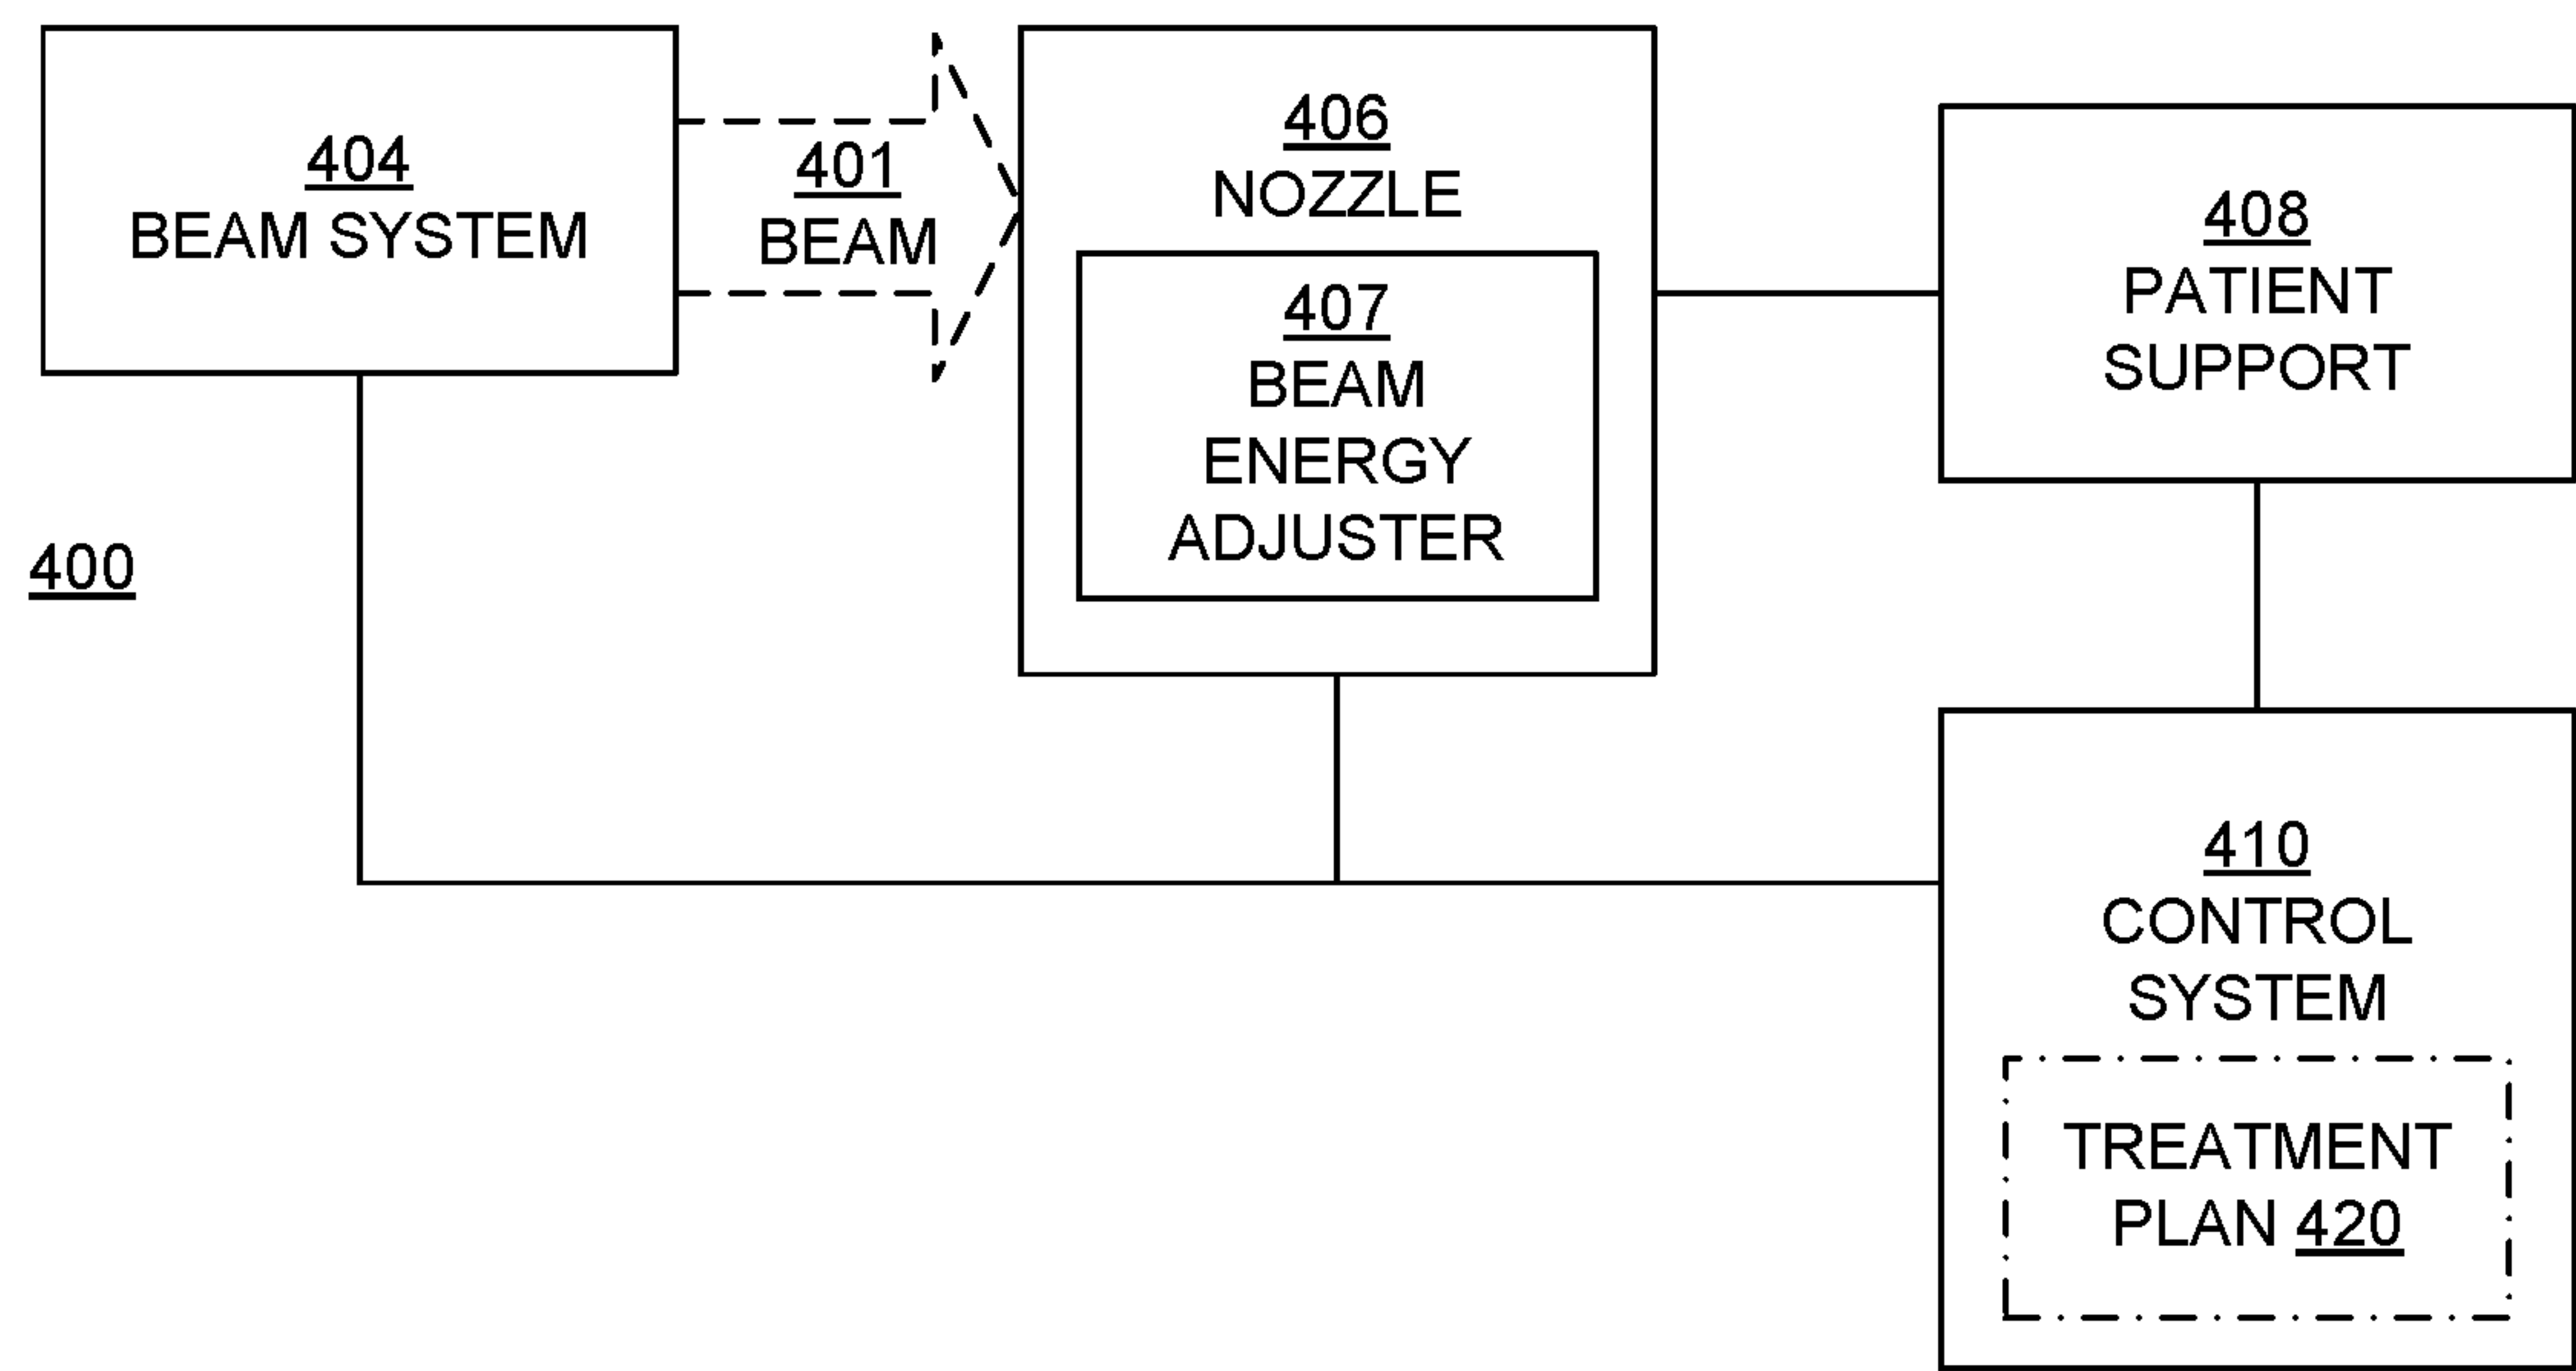 404
BEAM SYSTEM
401
BEAM
406
NOZZLE
407
BEAM
ENERGY
ADJUSTER
408
PATIENT
SUPPORT
400
410
CONTROL
SYSTEM
TREATMENT
PLAN 420